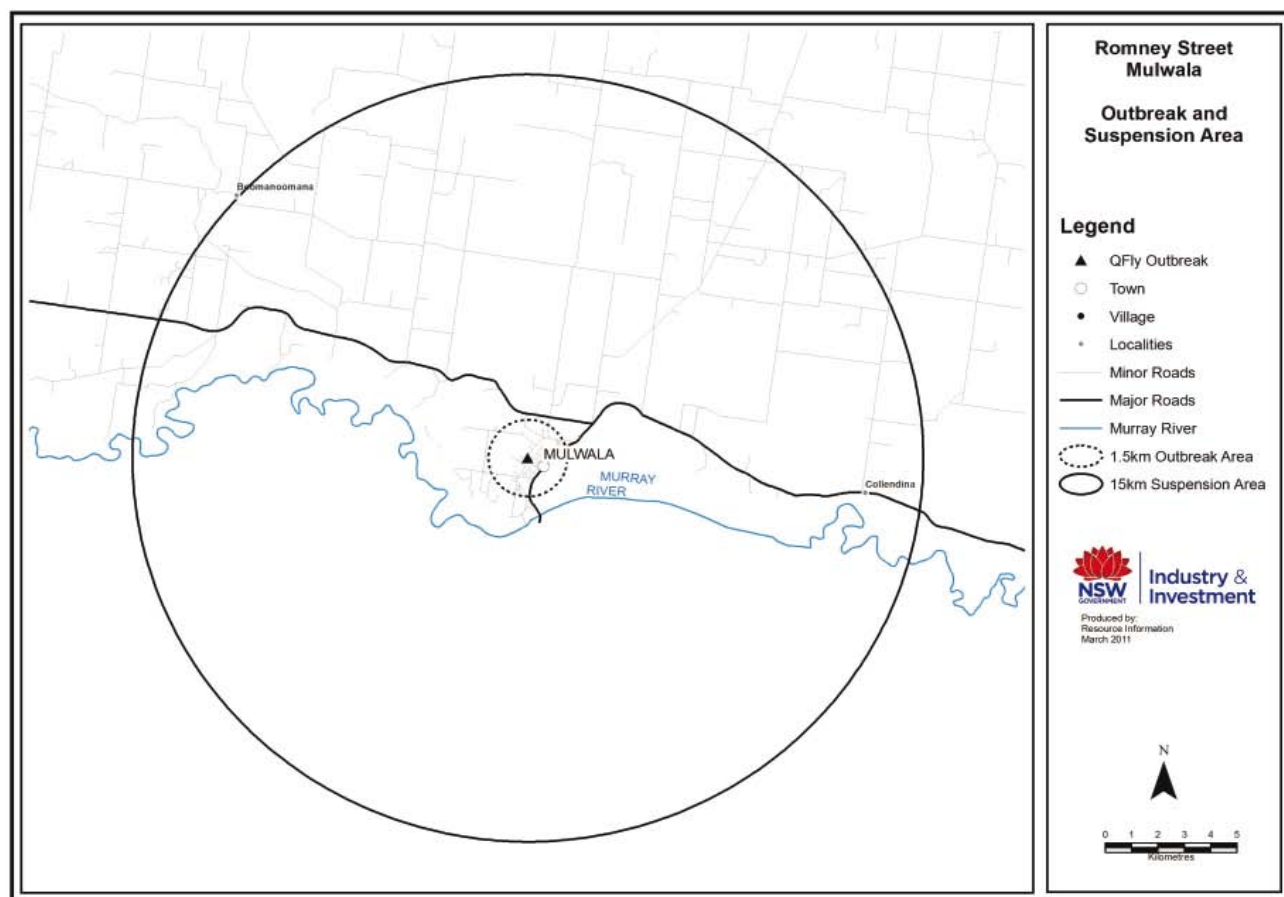 Boomanoomana
MULWALA
MURRAY
RIVER
Collendina
Romney Street
Mulwala
Outbreak and
Suspension Area
Legend
QFly Outbreak
Town
Village
Localities
Minor Roads
Major Roads
Murray River
1.5km Outbreak Area
15km Suspension Area
NSW
GOVERNMENT
Industry &
Investment
Produced by:
Resource Information
March 2011
N
0 1 2 3 4 5
Kilometres